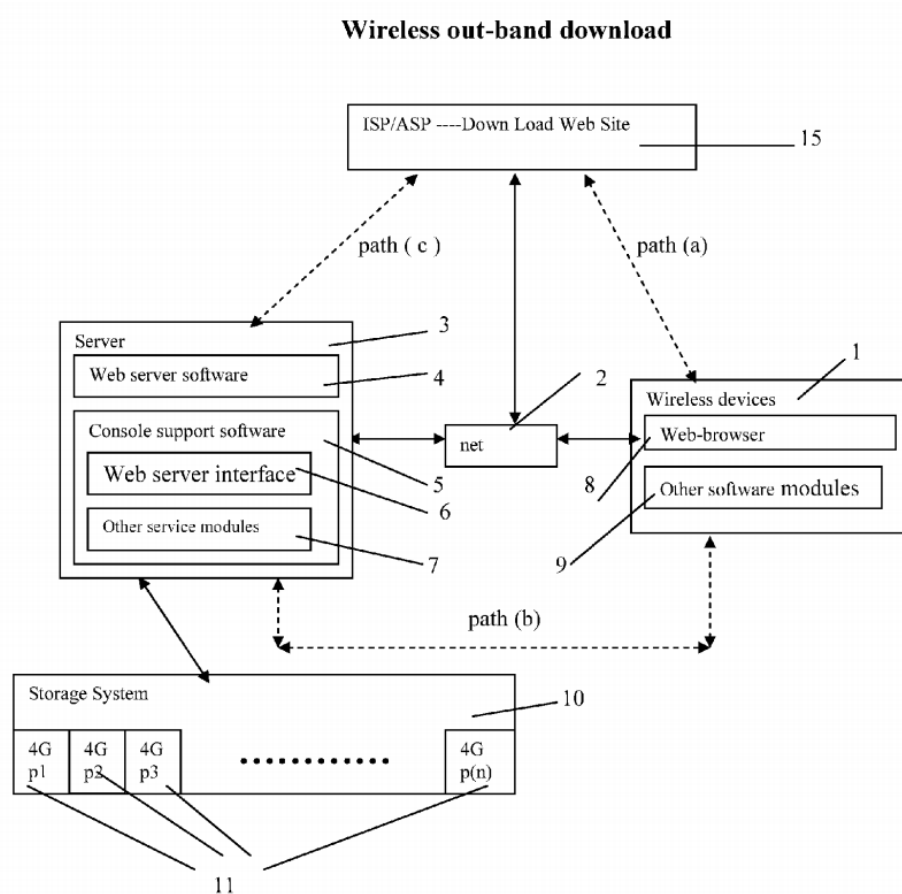 Wireless out-band download
ISP/ASP ----Down Load Web Site
15
path ( c )
path (a)
3
Server
Web server software
4
2
1
Wireless devices
Web-browser
8
Console support software
net
5
Web server interface
6
Other software modules
9
Other service modules
7
path (b)
Storage System
10
4G
p1
4G
p2
4G
p3
............
4G
p(n)
11